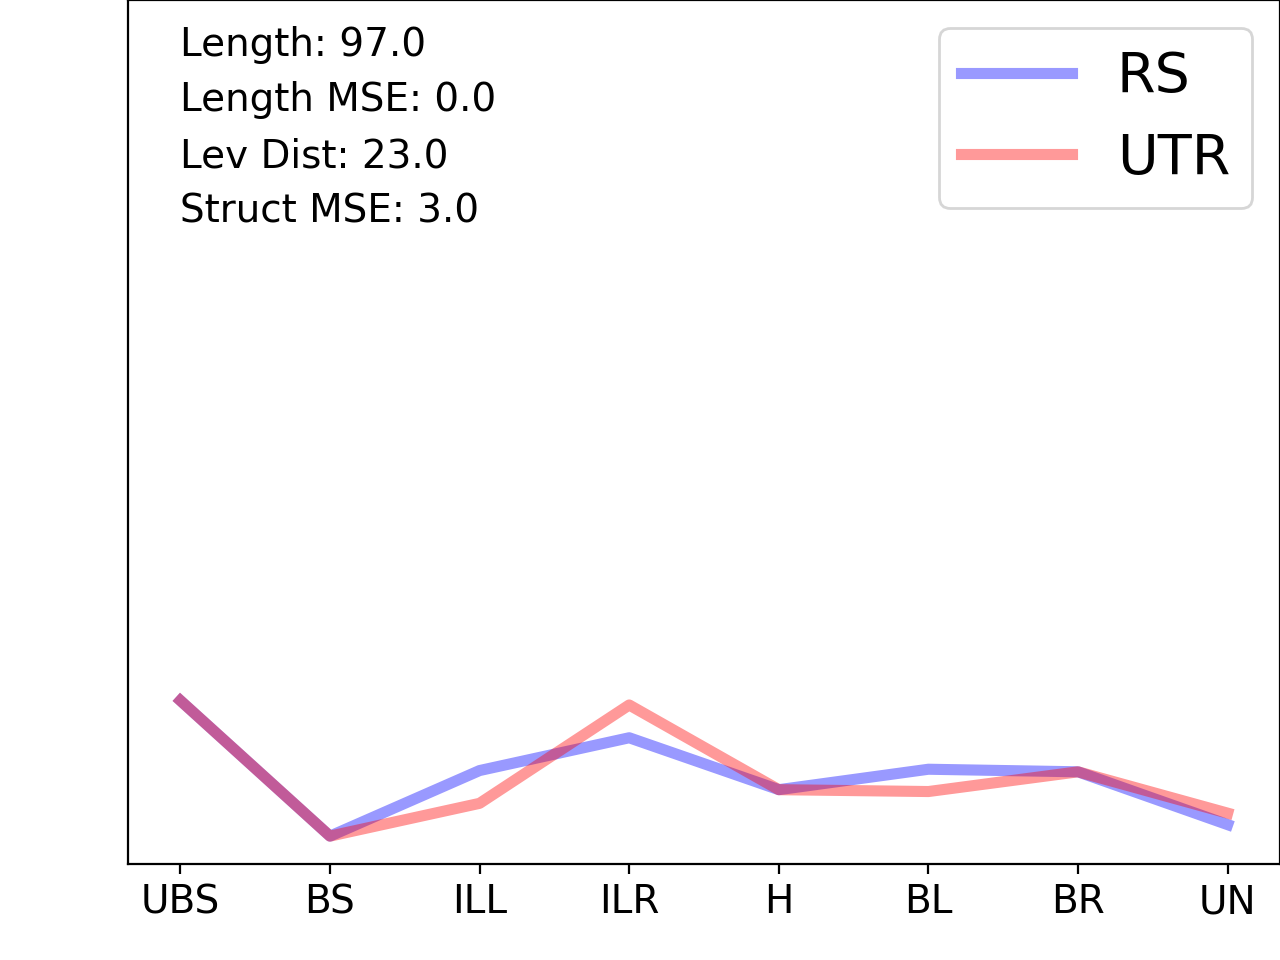 Length: 97.0
Length MSE: 0.0
Lev Dist: 23.0
Struct MSE: 3.0
RS
UTR
UBS BS ILL ILR H BL BR UN